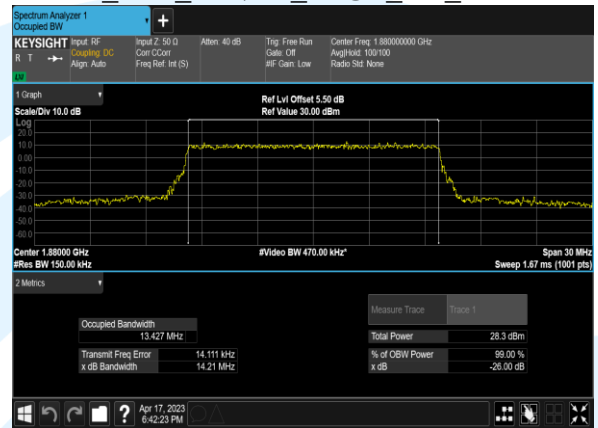 Spectrum Analyzer 1
Occupied BW
KEYSIGHT
R T
LV
Input: RF
Coupling: DC
Align: Auto
Input Z: 50 Ω
Corr CCorr
Freq Ref: Int (S)
Atten: 40 dB
Trig: Free Run
Gate: Off
#IF Gain: Low
Center Freq: 1.880000000 GHz
Avg|Hold: 100/100
Radio Std: None
1 Graph
Scale/Div 10.0 dB
Ref Lvl Offset 5.50 dB
Ref Value 30.00 dBm
Log
20.0
10.0
0.00
-10.0
-20.0
-30.0
-40.0
-50.0
-60.0
Center 1.88000 GHz
#Res BW 150.00 kHz
#Video BW 470.00 kHz*
Span 30 MHz
Sweep 1.67 ms (1001 pts)
2 Metrics
Measure Trace Trace 1
Occupied Bandwidth
13.427 MHz
Total Power 28.3 dBm
Transmit Freq Error 14.111 kHz
% of OBW Power 99.00 %
x dB Bandwidth 14.21 MHz
x dB -26.00 dB
Apr 17, 2023
6:42:23 PM